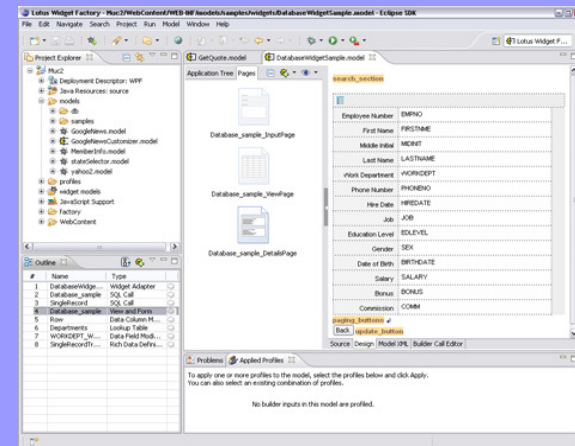 Lotus Widget Factory - Muc2/WebContent/WEB-INF/models/samples/widgets/DatabaseWidgetSample.model - Eclipse SDK
File Edit Navigate Search Project Run Model Window Help
Lotus Widget F...
Project Explorer
Muc2
Deployment Descriptor: WPF
Java Resources: source
models
db
samples
GoogleNews.model
GoogleNewsCustomizer.model
MemberInfo.model
stateSelector.model
yahoo2.model
profiles
widget models
JavaScript Support
factory
WebContent
Outline
# Name Type
1 DatabaseWidge... Widget Adapter
2 Database_sample SQL Call
3 SingleRecord SQL Call
4 Database_sample View and Form
5 Row Data Column M...
6 Departments Lookup Table
7 WORKDEPT_W... Data Field Modi...
8 SingleRecordTr... Rich Data Defini...
GetQuote.model
DatabaseWidgetSample.model
Application Tree Pages
Database_sample_InputPage
Database_sample_ViewPage
Database_sample_DetailsPage
search_section
Employee Number EMPNO
First Name FIRSTNME
Middle Initial MIDINIT
Last Name LASTNAME
Work Department WORKDEPT
Phone Number PHONENO
Hire Date HIREDATE
Job JOB
Education Level EDLEVEL
Gender SEX
Date of Birth BIRTHDATE
Salary SALARY
Bonus BONUS
Commission COMM
paging_buttons
Back update_button
Source Design Model XML Builder Call Editor
Problems Applied Profiles
To apply one or more profiles to the model, select the profiles below and click Apply.
You can also select an existing combination of profiles.
No builder inputs in this model are profiled.